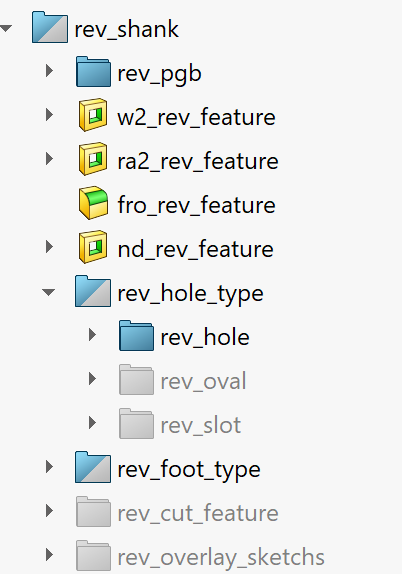 rev_shank
rev_pgb
w2_rev_feature
ra2_rev_feature
fro_rev_feature
nd_rev_feature
rev_hole_type
rev_hole
rev_oval
rev_slot
rev_foot_type
rev_cut_feature
rev_overlay_sketchs